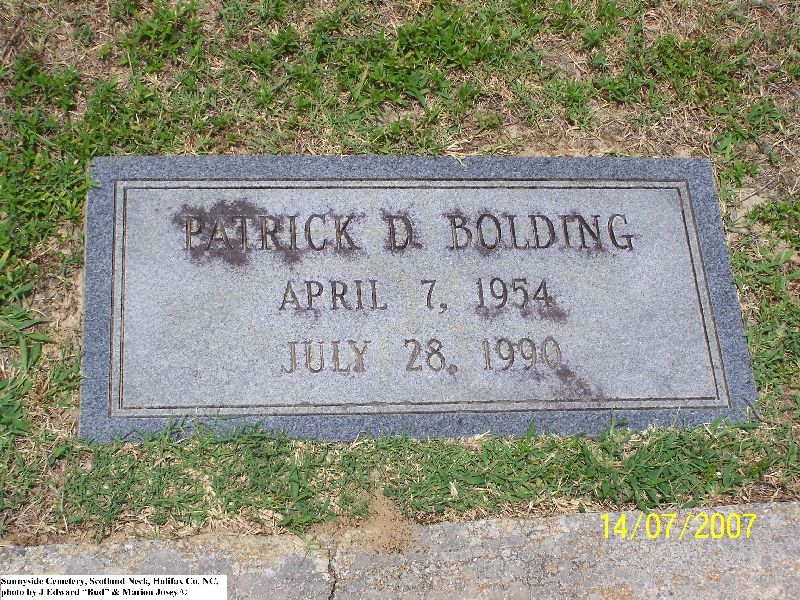 PATRICK D. BOLDING
APRIL 7, 1954
JULY 28, 1990
14/07/2007
Sunnyside Cemetery, Scotland Neck, Halifax Co, NC,
photo by J Edward "Bud" & Marion Josey ©